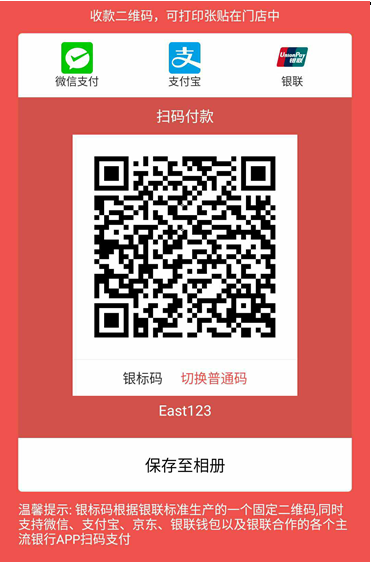 收款二维码，可打印张贴在门店中
UnionPay
银联
微信支付 支付宝 银联
扫码付款
银标码 切换普通码
East123
保存至相册
温馨提示: 银标码根据银联标准生产的一个固定二维码,同时
支持微信、支付宝、京东、银联钱包以及银联合作的各个主
流银行APP扫码支付